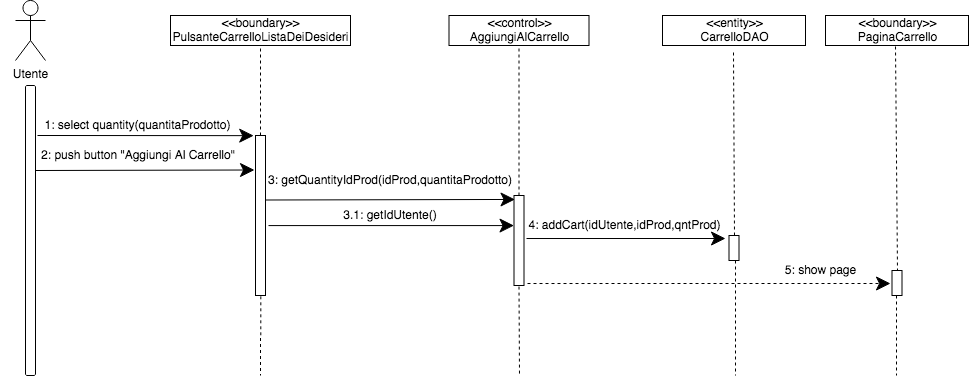 <<boundary>>
PulsanteCarrelloListaDeiDesideri
<<control>>
AggiungiAlCarrello
<<entity>>
CarrelloDAO
<<boundary>>
PaginaCarrello
Utente
1: select quantity(quantitaProdotto)
2: push button "Aggiungi Al Carrello"
3: getQuantityIdProd(idProd,quantitaProdotto)
3.1: getIdUtente()
4: addCart(idUtente,idProd,qntProd)
5: show page